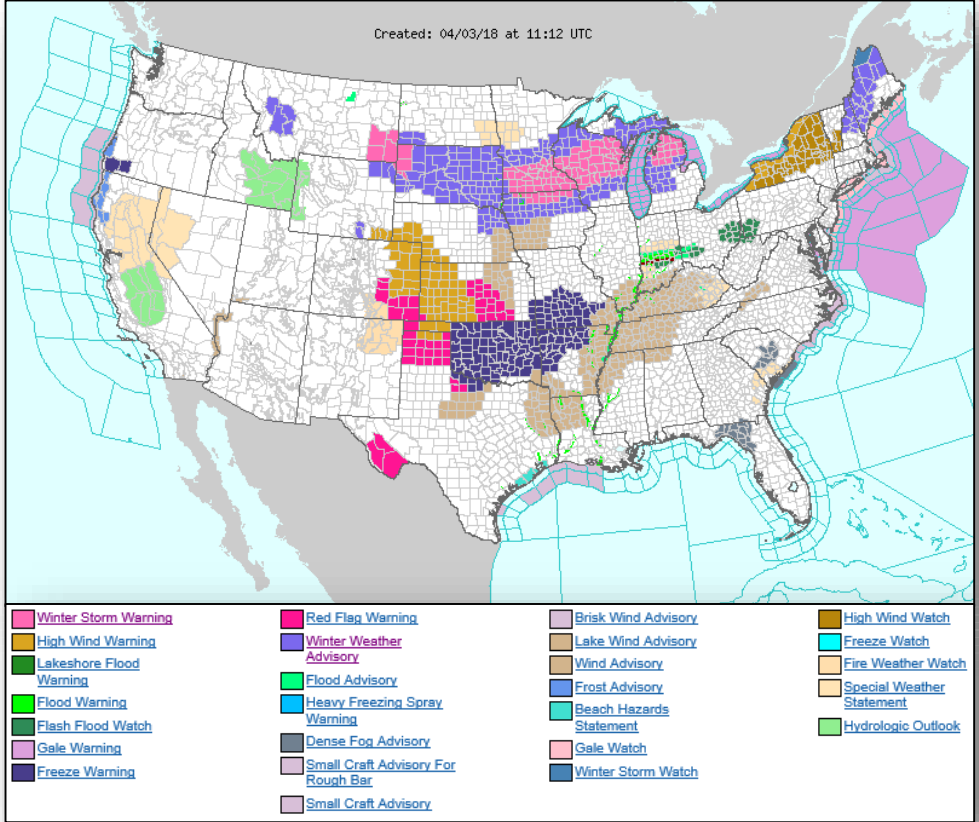 Created: 04/03/18 at 11:12 UTC
Winter Storm Warning
High Wind Warning
Lakeshore Flood
Warning
Flood Warning
Flash Flood Watch
Gale Warning
Freeze Warning
Red Flag Warning
Winter Weather
Advisory
Flood Advisory
Heavy Freezing Spray
Warning
Dense Fog Advisory
Small Craft Advisory For
Rough Bar
Small Craft Advisory
Brisk Wind Advisory
Lake Wind Advisory
Wind Advisory
Frost Advisory
Beach Hazards
Statement
Gale Watch
Winter Storm Watch
High Wind Watch
Freeze Watch
Fire Weather Watch
Special Weather
Statement
Hydrologic Outlook